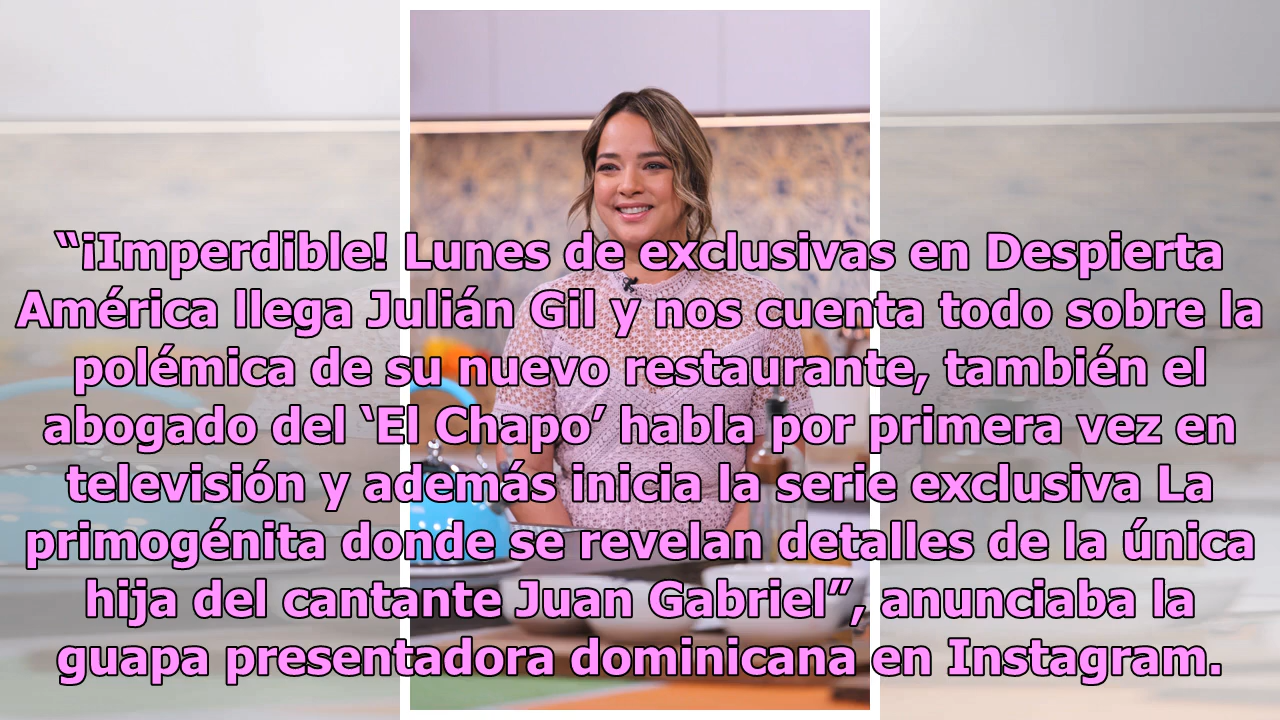 “¡Imperdible! Lunes de exclusivas en Despierta
América llega Julián Gil y nos cuenta todo sobre la
polémica de su nuevo restaurante, también el
abogado del ‘El Chapo’ habla por primera vez en
televisión y además inicia la serie exclusiva La
primogénita donde se revelan detalles de la única
hija del cantante Juan Gabriel”, anunciaba la
guapa presentadora dominicana en Instagram.